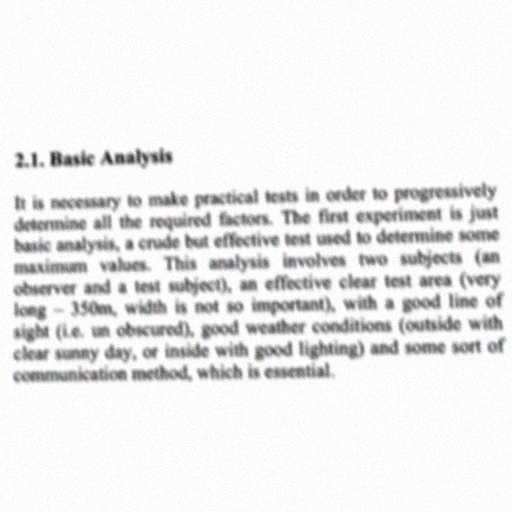 2.1. Basic Analysis
It is necessary to make practical tests in order to progressively
determine all the required factors. The first experiment is just
basic analysis, a crude but effective test used to determine some
maximum values. This analysis involves two subjects (an
observer and a test subject), an effective clear test area (very
long – 350m, width is not so important), with a good line of
sight (i.e. un obscured), good weather conditions (outside with
clear sunny day, or inside with good lighting) and some sort of
communication method, which is essential.